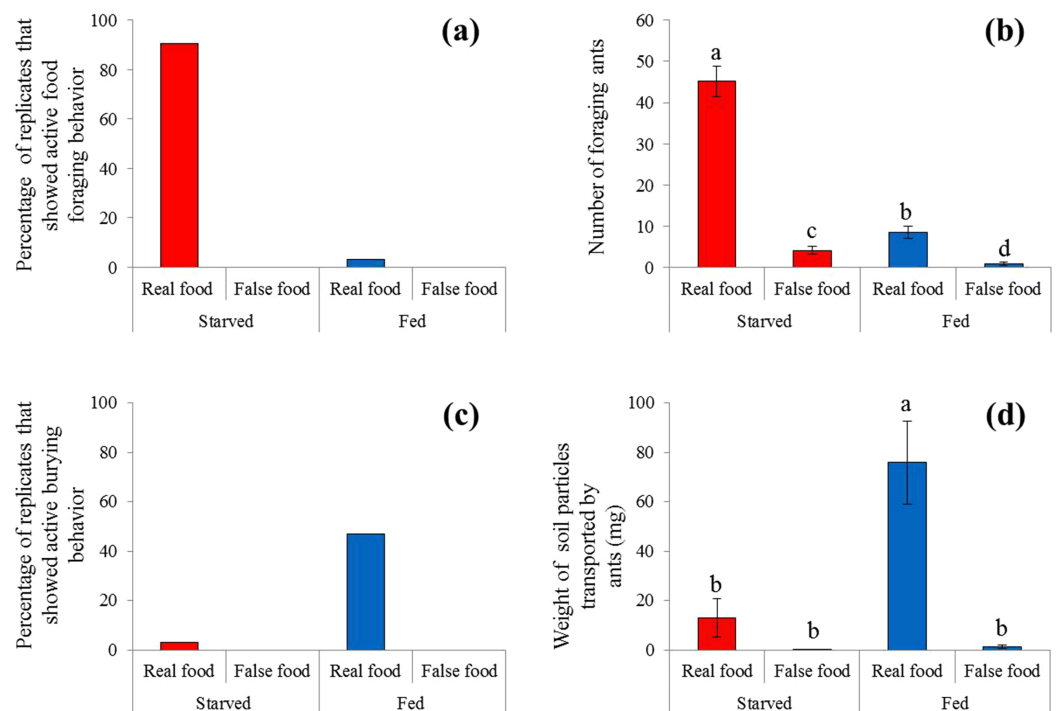 Percentage of replicates that
showed active food
foraging behavior
100
80
60
40
20
0
(a)
Real food
False food
Real food
False food
Starved
Fed
Number of foraging ants
60
50
40
30
20
10
0
(b)
a
c
b
d
Real food
False food
Real food
False food
Starved
Fed
Percentage of replicates that
showed active burying
behavior
100
80
60
40
20
0
(c)
Real food
False food
Real food
False food
Starved
Fed
Weight of soil particles
transported by
ants (mg)
100
80
60
40
20
0
(d)
b
b
a
b
Real food
False food
Real food
False food
Starved
Fed